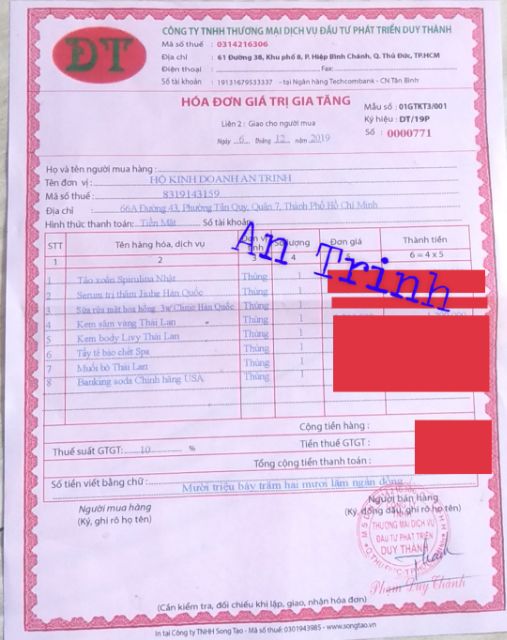 ĐT
CÔNG TY TNHH THƯƠNG MẠI DỊCH VỤ ĐẦU TƯ PHÁT TRIỂN DUY THÀNH
Mã số thuế : 0314216306
Địa chỉ : 61 Đường 38, Khu phố 8, P. Hiệp Bình Chánh, Q. Thủ Đức, TP.HCM
Điện thoại : Fax:
Số tài khoản : 19131679533337 - tại Ngân hàng Techcombank - CN Tân Bình
HÓA ĐƠN GIÁ TRỊ GIA TĂNG
Mẫu số : 01GTKT3/001
Liên 2 : Giao cho người mua
Ký hiệu : DT/19P
Ngày 6 tháng 12 năm 2019
Số : 0000771
Họ và tên người mua hàng :
Tên đơn vị : HỘ KINH DOANH AN TRINH
Mã số thuế : 8319143159
Địa chỉ : 66A Đường 43, Phường Tân Quy, Quận 7, Thành Phố Hồ Chí Minh
Hình thức thanh toán: Tiền Mặt Số tài khoản
An Trinh
STT Tên hàng hóa, dịch vụ Đơn vị tính Số lượng Đơn giá Thành tiền
1 2 3 4 6 = 4 x 5
1 Tảo xoắn Spirulina Nhật Thùng 1
2 Serum trị thâm Jauhe Hàn Quốc Thùng 1
3 Sữa rửa mặt hoa hồng 3w Clinic Hàn Quốc Thùng 1
4 Kem sâm vàng Thái Lan Thùng 1
5 Kem body Livy Thái Lan Thùng 1
6 Tẩy tế bào chết Spa Thùng 1
7 Muối bò Thái Lan Thùng 1
8 Banking soda Chính hãng USA Thùng 1
Cộng tiền hàng :
Thuế suất GTGT: 10 % Tiền thuế GTGT :
Tổng cộng tiền thanh toán :
Số tiền viết bằng chữ : Mười triệu bảy trăm hai mươi lăm ngàn đồng
Người mua hàng Người bán hàng
(Ký, ghi rõ họ tên) (Ký, đóng dấu, ghi rõ họ tên)
THƯƠNG MẠI DỊCH VỤ
ĐẦU TƯ PHÁT TRIỂN
DUY THÀNH
Phạm Duy Thành
(Cần kiểm tra, đối chiếu khi lập, giao, nhận hóa đơn)
In tại Công ty TNHH Song Tạo - Mã số thuế: 0301943985 - www.songtao.vn